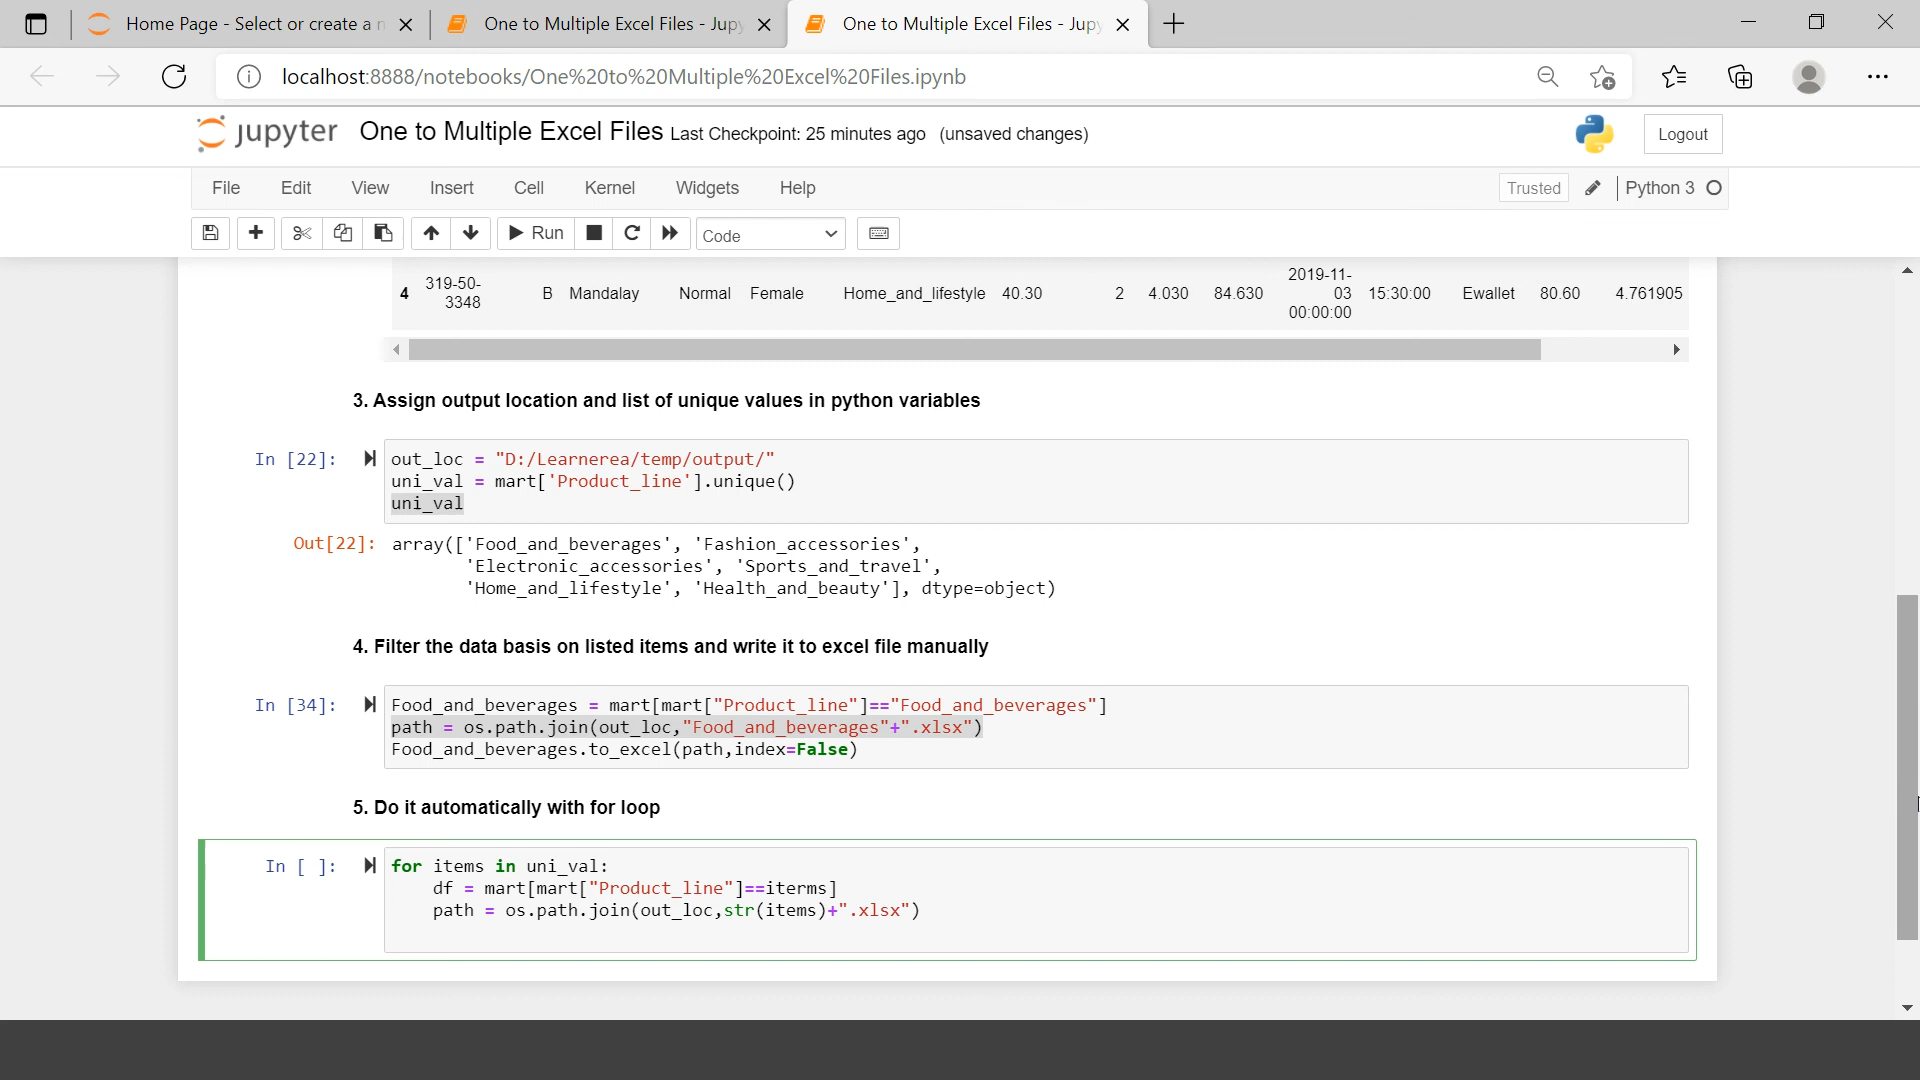 Home Page - Select or create a n
One to Multiple Excel Files - Jupy
One to Multiple Excel Files - Jupy
localhost:8888/notebooks/One%20to%20Multiple%20Excel%20Files.ipynb
jupyter One to Multiple Excel Files Last Checkpoint: 25 minutes ago (unsaved changes)
Logout
File Edit View Insert Cell Kernel Widgets Help
Trusted Python 3
Run Code
4 319-50-3348 B Mandalay Normal Female Home_and_lifestyle 40.30 2 4.030 84.630 2019-11-03 00:00:00 15:30:00 Ewallet 80.60 4.761905
3. Assign output location and list of unique values in python variables
In [22]: out_loc = "D:/Learnerea/temp/output/"
uni_val = mart['Product_line'].unique()
uni_val
Out[22]: array(['Food_and_beverages', 'Fashion_accessories',
'Electronic_accessories', 'Sports_and_travel',
'Home_and_lifestyle', 'Health_and_beauty'], dtype=object)
4. Filter the data basis on listed items and write it to excel file manually
In [34]: Food_and_beverages = mart[mart["Product_line"]=="Food_and_beverages"]
path = os.path.join(out_loc,"Food_and_beverages"+".xlsx")
Food_and_beverages.to_excel(path,index=False)
5. Do it automatically with for loop
In [ ]: for items in uni_val:
df = mart[mart["Product_line"]==iterms]
path = os.path.join(out_loc,str(items)+".xlsx")